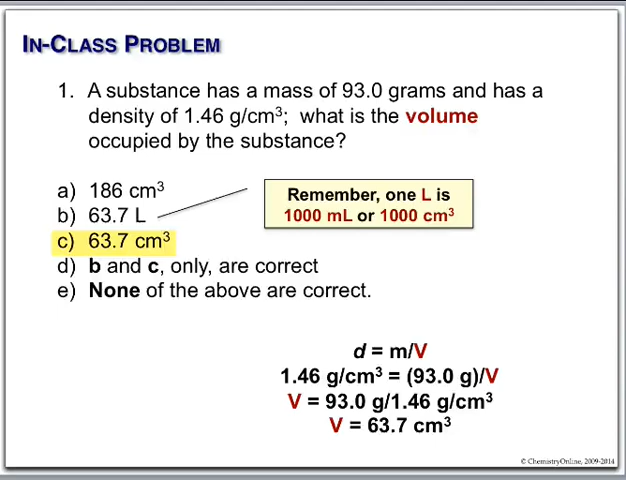 IN-CLASS PROBLEM
1. A substance has a mass of 93.0 grams and has a
density of 1.46 g/cm³; what is the volume
occupied by the substance?
a) 186 cm³
b) 63.7 L
c) 63.7 cm³
d) b and c, only, are correct
e) None of the above are correct.
Remember, one L is
1000 mL or 1000 cm³
d = m/V
1.46 g/cm³ = (93.0 g)/V
V = 93.0 g/1.46 g/cm³
V = 63.7 cm³
© ChemistryOnline, 2009-2014